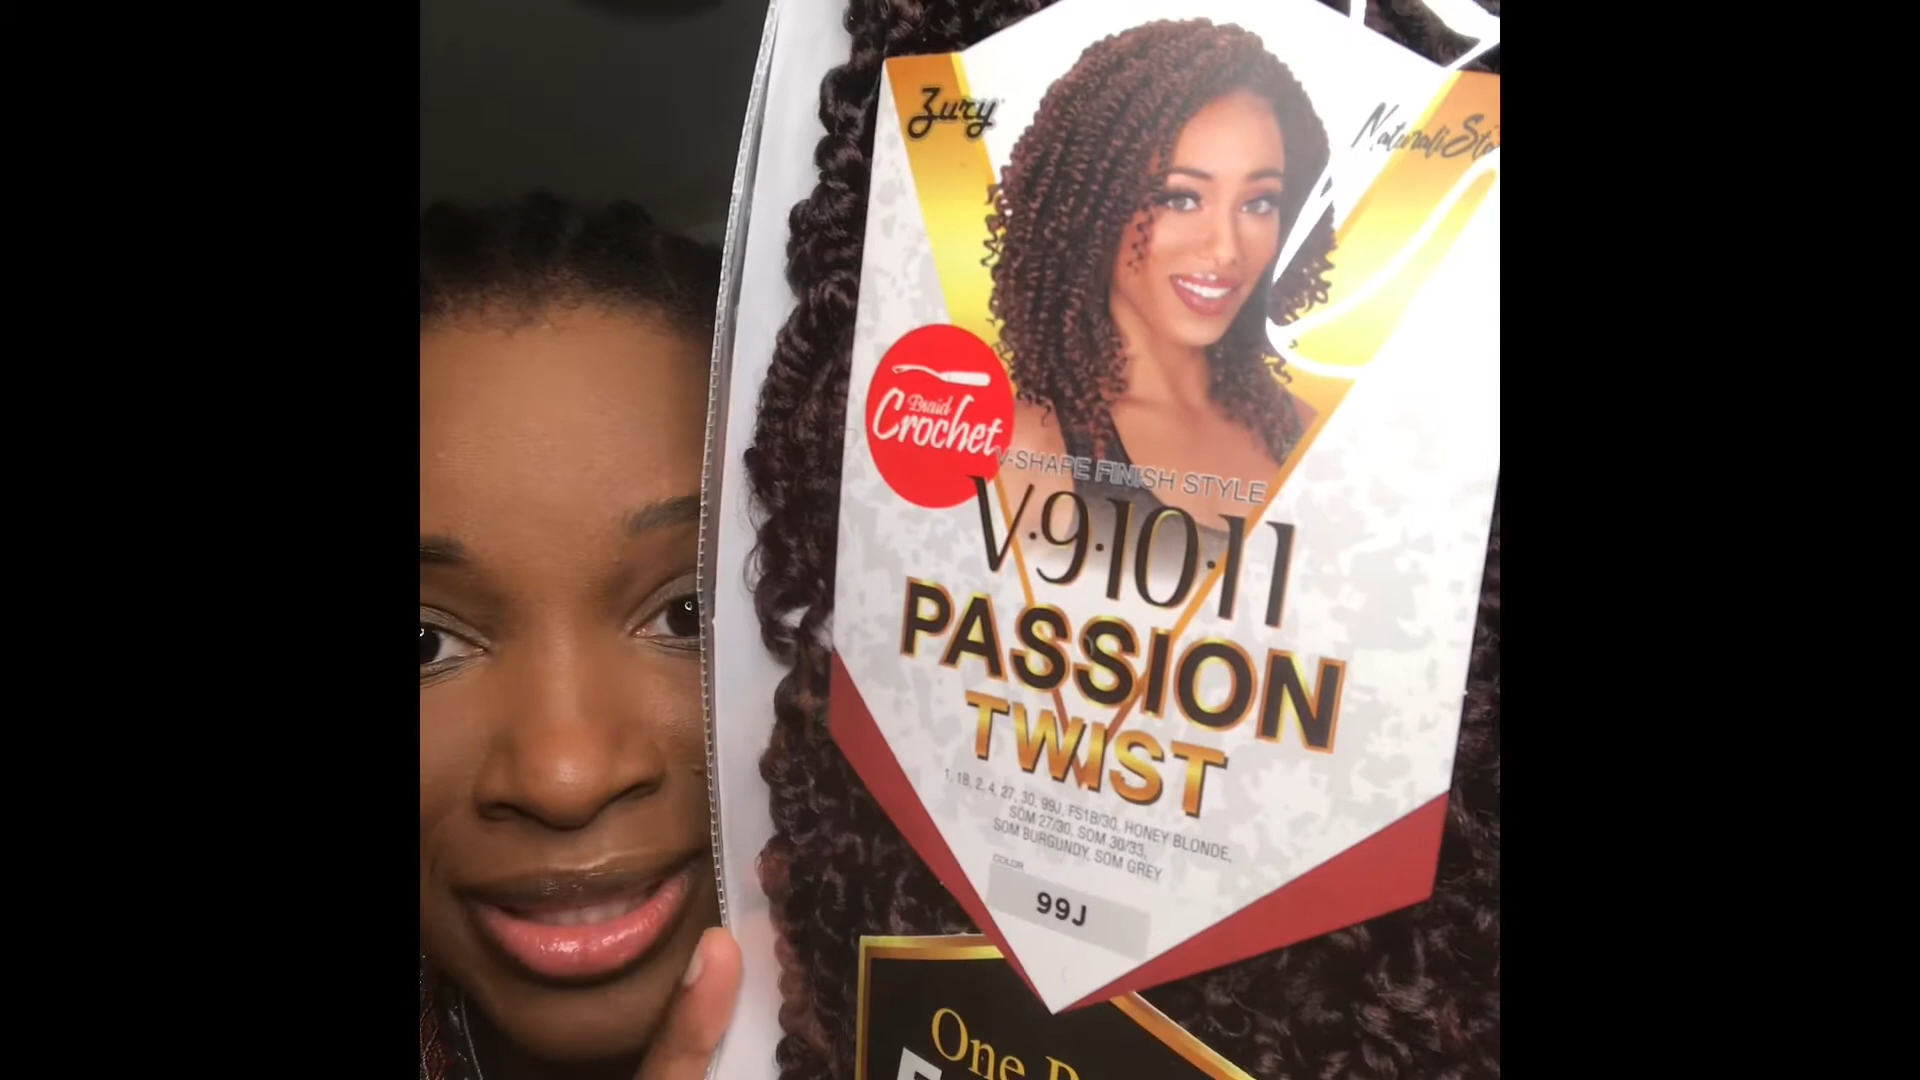 Zury
Braid
Crochet
V-SHAPE FINISH STYLE
V·9·10·11
PASSION
TWIST
1, 1B, 2, 4, 27, 30, 99J, FS1B/30, HONEY BLONDE,
SOM 27/30, SOM 30/33,
SOM BURGUNDY, SOM GREY
COLOR
99J
One